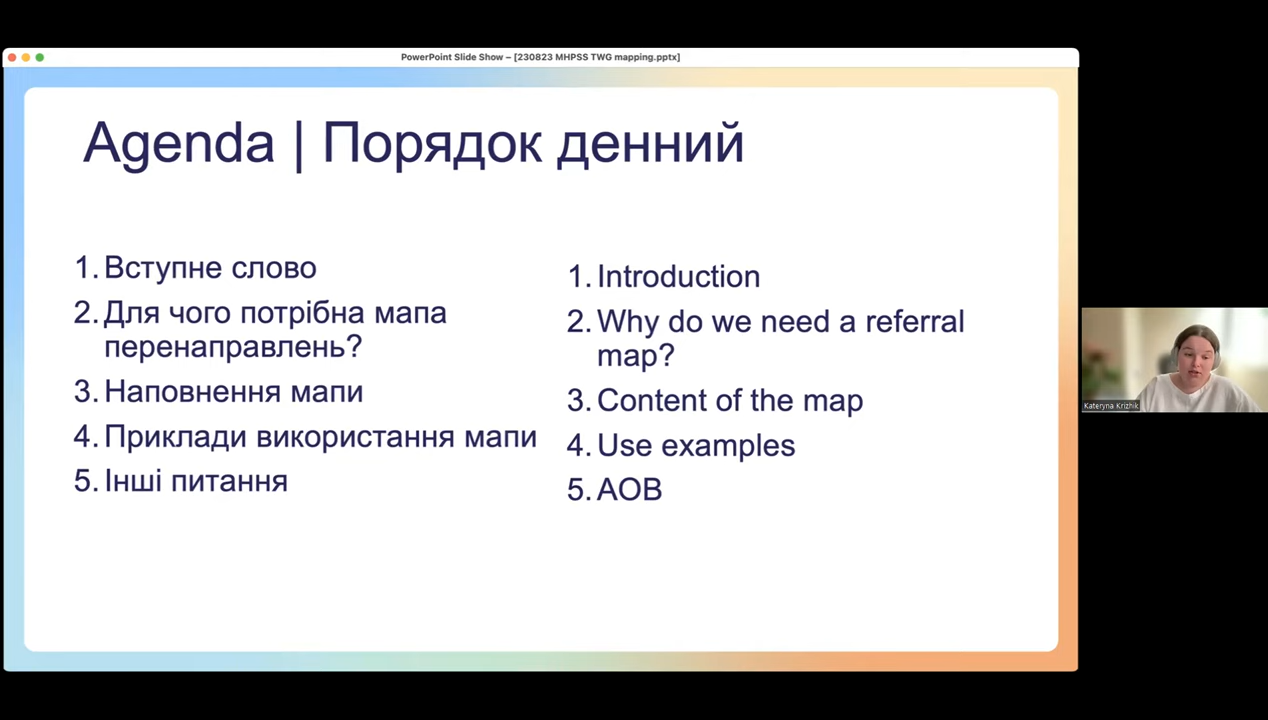 PowerPoint Slide Show – [230823 MHPSS TWG mapping.pptx]
Agenda | Порядок денний
1. Вступне слово
2. Для чого потрібна мапа
перенаправлень?
3. Наповнення мапи
4. Приклади використання мапи
5. Інші питання
1. Introduction
2. Why do we need a referral
map?
3. Content of the map
4. Use examples
5. AOB
Kateryna Krizhik